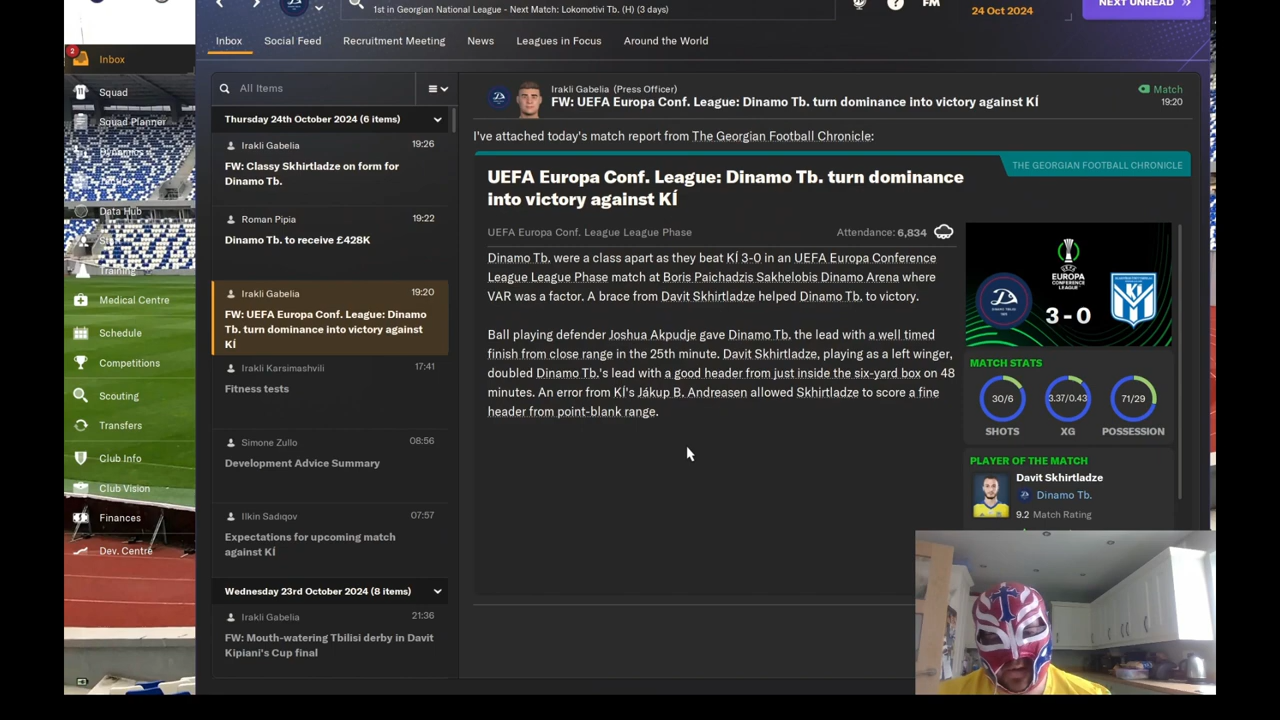 1st in Georgian National League - Next Match: Lokomotivi Tb. (H) (3 days)
FM
24 Oct 2024
NEXT UNREAD
Inbox
Social Feed
Recruitment Meeting
News
Leagues in Focus
Around the World
2
Inbox
Squad
Squad Planner
Dynamics
Data Hub
Training
Medical Centre
Schedule
Competitions
Scouting
Transfers
Club Info
Club Vision
Finances
Dev. Centre
All Items
Thursday 24th October 2024 (6 items)
Irakli Gabelia 19:26
FW: Classy Skhirtladze on form for
Dinamo Tb.
Roman Pipia 19:22
Dinamo Tb. to receive £428K
Irakli Gabelia 19:20
FW: UEFA Europa Conf. League: Dinamo
Tb. turn dominance into victory against
KÍ
Irakli Karsimashvili 17:41
Fitness tests
Simone Zullo 08:56
Development Advice Summary
Ilkin Sadıqov 07:57
Expectations for upcoming match
against KÍ
Wednesday 23rd October 2024 (8 items)
Irakli Gabelia 21:36
FW: Mouth-watering Tbilisi derby in Davit
Kipiani's Cup final
Irakli Gabelia (Press Officer)
FW: UEFA Europa Conf. League: Dinamo Tb. turn dominance into victory against KÍ
Match
19:20
I've attached today's match report from The Georgian Football Chronicle:
THE GEORGIAN FOOTBALL CHRONICLE
UEFA Europa Conf. League: Dinamo Tb. turn dominance
into victory against KÍ
UEFA Europa Conf. League League Phase
Attendance: 6,834
Dinamo Tb. were a class apart as they beat KÍ 3-0 in an UEFA Europa Conference
League League Phase match at Boris Paichadzis Sakhelobis Dinamo Arena where
VAR was a factor. A brace from Davit Skhirtladze helped Dinamo Tb. to victory.
Ball playing defender Joshua Akpudje gave Dinamo Tb. the lead with a well timed
finish from close range in the 25th minute. Davit Skhirtladze, playing as a left winger,
doubled Dinamo Tb.'s lead with a good header from just inside the six-yard box on 48
minutes. An error from KÍ's Jákup B. Andreasen allowed Skhirtladze to score a fine
header from point-blank range.
EUROPA
CONFERENCE
LEAGUE
3 - 0
MATCH STATS
30/6
3.37/0.43
71/29
SHOTS
XG
POSSESSION
PLAYER OF THE MATCH
Davit Skhirtladze
Dinamo Tb.
9.2 Match Rating